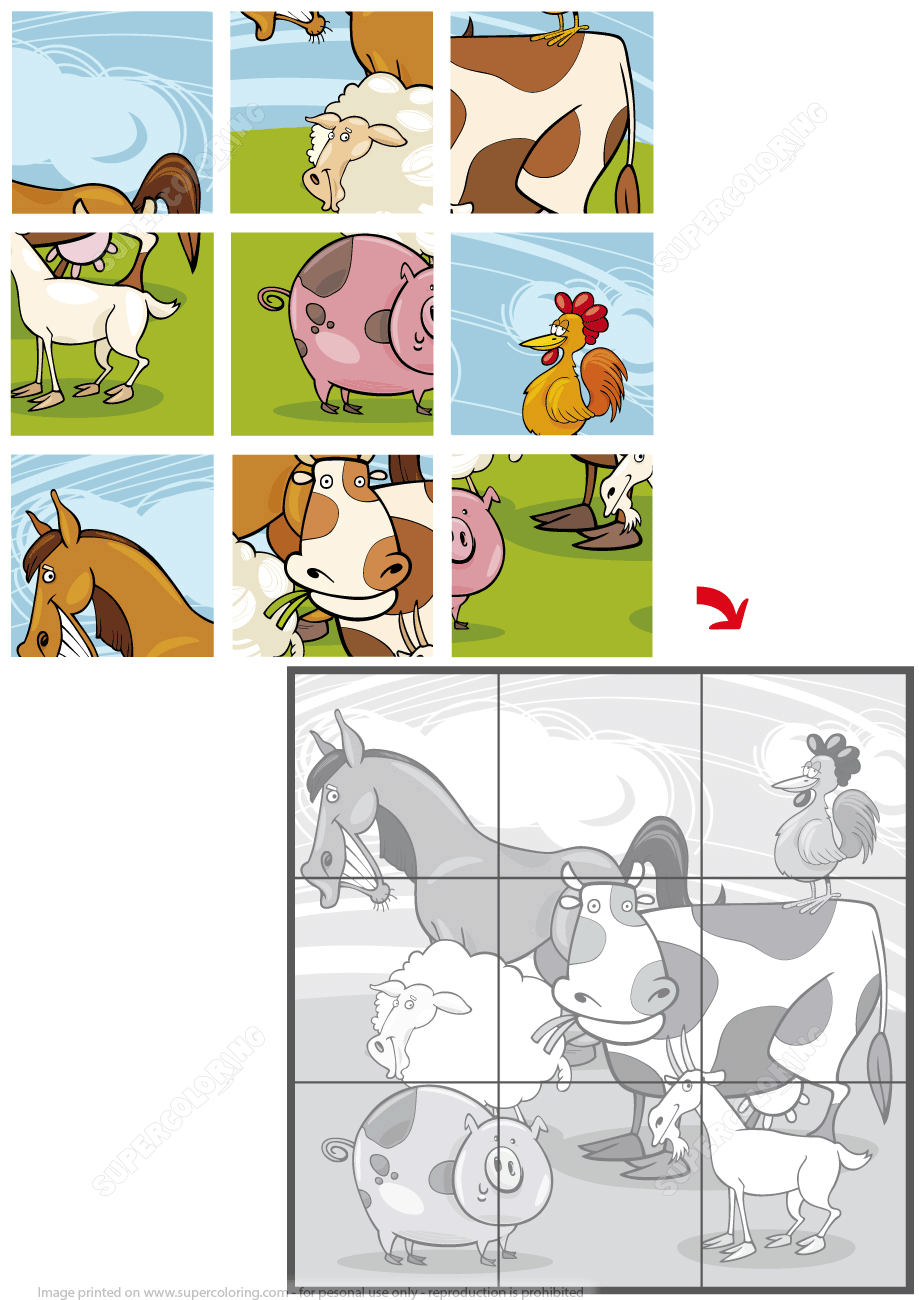 SUPERCOLORING
SUPERCOLORING
SUPERCOLORING
SUPERCOLORING
Image printed on www.supercoloring.com - for pesonal use only - reproduction is prohibited